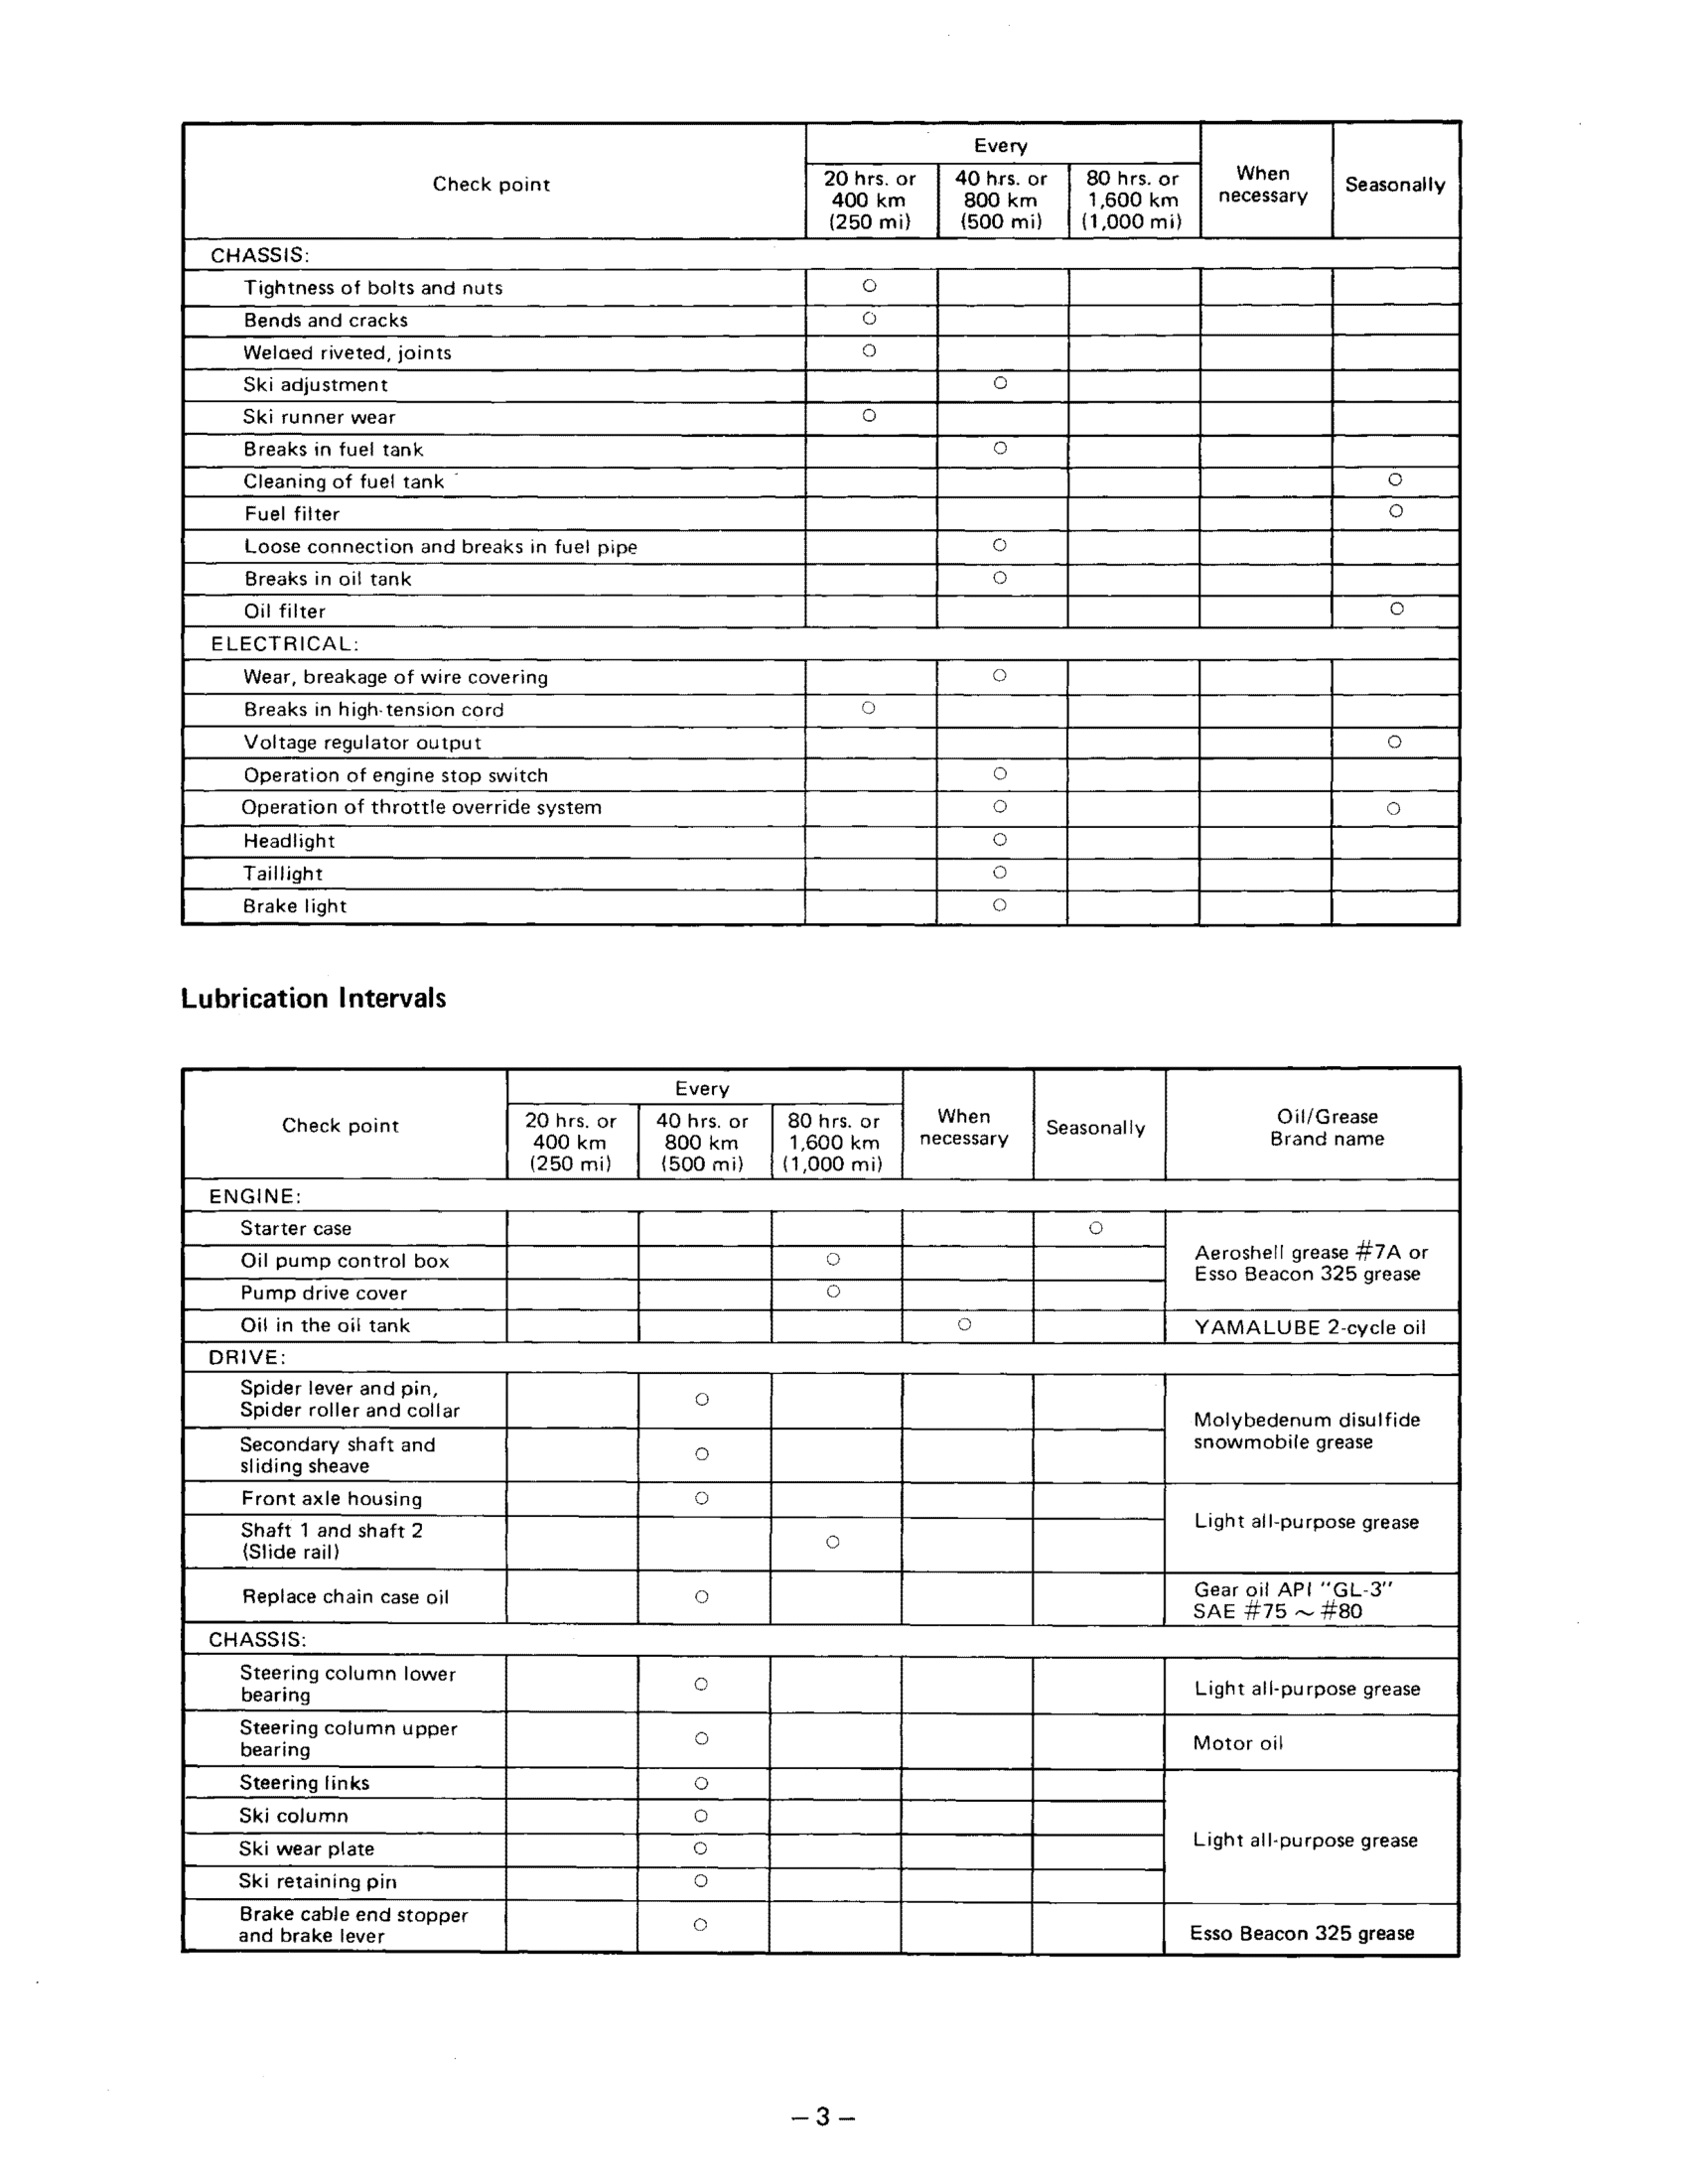 Check point
Every
20 hrs. or
400 km
(250 mi)
40 hrs. or
800 km
(500 mi)
80 hrs. or
1,600 km
(1,000 mi)
When
necessary
Seasonally
CHASSIS:
Tightness of bolts and nuts ○
Bends and cracks ○
Welded riveted, joints ○
Ski adjustment ○
Ski runner wear ○
Breaks in fuel tank ○
Cleaning of fuel tank ○
Fuel filter ○
Loose connection and breaks in fuel pipe ○
Breaks in oil tank ○
Oil filter ○
ELECTRICAL:
Wear, breakage of wire covering ○
Breaks in high-tension cord ○
Voltage regulator output ○
Operation of engine stop switch ○
Operation of throttle override system ○ ○
Headlight ○
Taillight ○
Brake light ○
Lubrication Intervals
Check point
Every
20 hrs. or
400 km
(250 mi)
40 hrs. or
800 km
(500 mi)
80 hrs. or
1,600 km
(1,000 mi)
When
necessary
Seasonally
Oil/Grease
Brand name
ENGINE:
Starter case ○
Oil pump control box ○
Pump drive cover ○
Aeroshell grease #7A or
Esso Beacon 325 grease
Oil in the oil tank ○ YAMALUBE 2-cycle oil
DRIVE:
Spider lever and pin,
Spider roller and collar ○
Secondary shaft and
sliding sheave ○
Molybedenum disulfide
snowmobile grease
Front axle housing ○
Shaft 1 and shaft 2
(Slide rail) ○
Light all-purpose grease
Replace chain case oil ○
Gear oil API "GL-3"
SAE #75 ~ #80
CHASSIS:
Steering column lower
bearing ○
Light all-purpose grease
Steering column upper
bearing ○
Motor oil
Steering links ○
Ski column ○
Ski wear plate ○
Ski retaining pin ○
Light all-purpose grease
Brake cable end stopper
and brake lever ○
Esso Beacon 325 grease
– 3 –